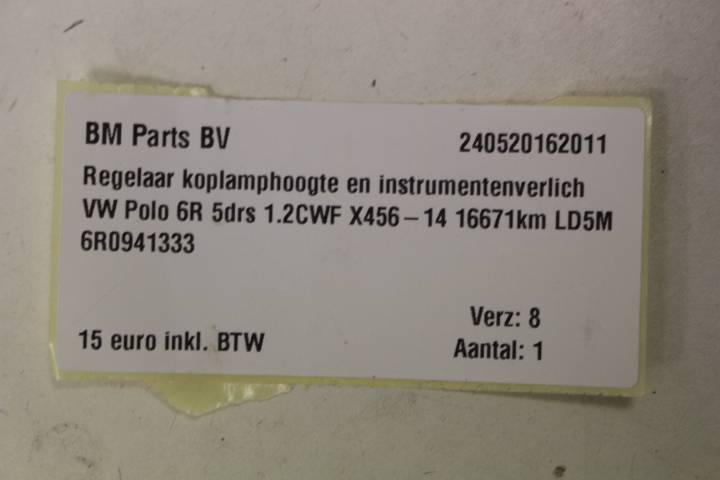 BM Parts BV 240520162011
Regelaar koplamphoogte en instrumentenverlich
VW Polo 6R 5drs 1.2CWF X456-14 16671km LD5M
6R0941333
Verz: 8
15 euro inkl. BTW Aantal: 1